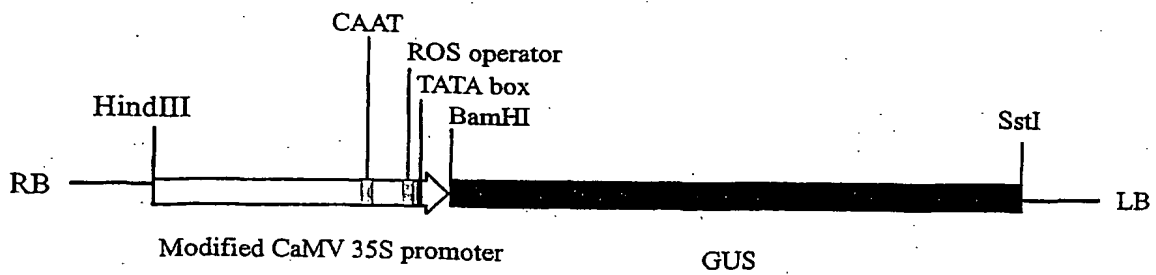 CAAT
ROS operator
TATA box
HindIII
BamHI
SstI
RB
LB
Modified CaMV 35S promoter
GUS